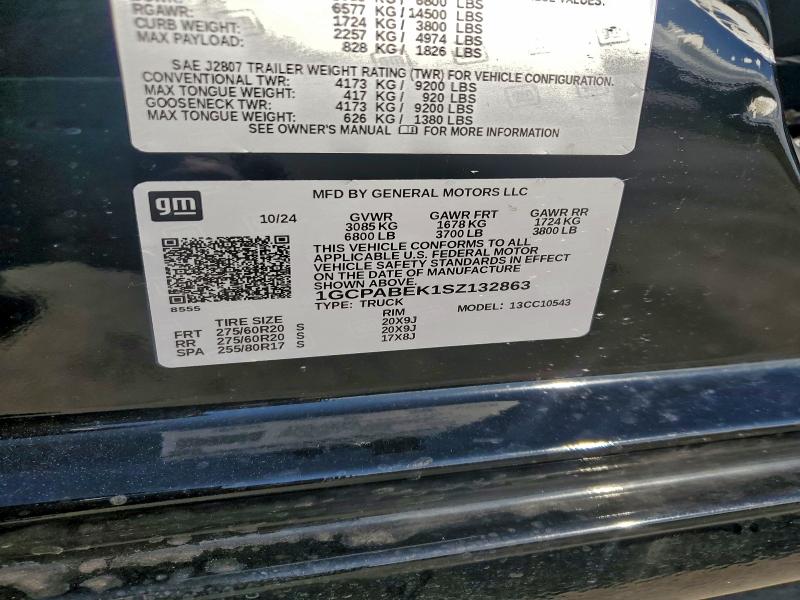 6800 LBS
RGAWR: 6577 KG/14500 LBS
CURB WEIGHT: 1724 KG/ 3800 LBS
MAX PAYLOAD: 2257 KG/ 4974 LBS
828 KG/ 1826 LBS
SAE J2807 TRAILER WEIGHT RATING (TWR) FOR VEHICLE CONFIGURATION.
CONVENTIONAL TWR: 4173 KG/ 9200 LBS
MAX TONGUE WEIGHT: 417 KG/ 920 LBS
GOOSENECK TWR: 4173 KG/ 9200 LBS
MAX TONGUE WEIGHT: 626 KG/ 1380 LBS
SEE OWNER'S MANUAL FOR MORE INFORMATION
gm
MFD BY GENERAL MOTORS LLC
10/24 GVWR GAWR FRT GAWR RR
3085 KG 1678 KG 1724 KG
6800 LB 3700 LB 3800 LB
THIS VEHICLE CONFORMS TO ALL
APPLICABLE U.S. FEDERAL MOTOR
VEHICLE SAFETY STANDARDS IN EFFECT
ON THE DATE OF MANUFACTURE
SHOWN ABOVE.
1GCPABEK1SZ132863
8555 TYPE: TRUCK MODEL: 13CC10543
TIRE SIZE RIM
FRT 275/60R20 S 20X9J
RR 275/60R20 S 20X9J
SPA 255/80R17 S 17X8J